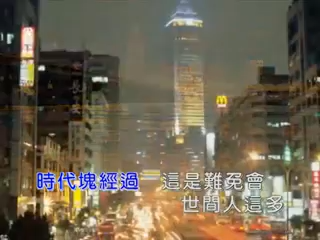 時代塊經過 這是難免會
世間人這多